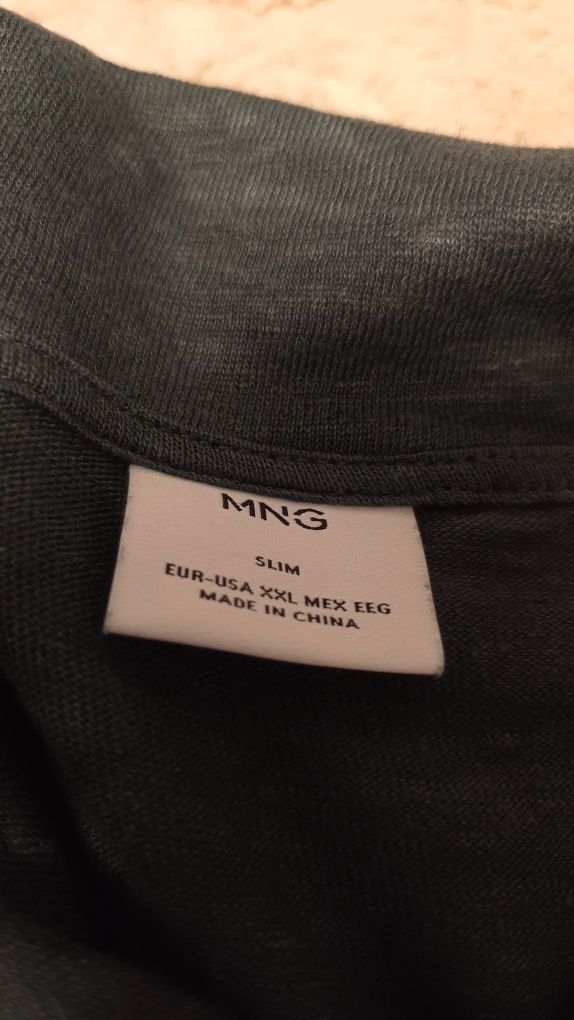 MNG
SLIM
EUR-USA XXL MEX EEG
MADE IN CHINA